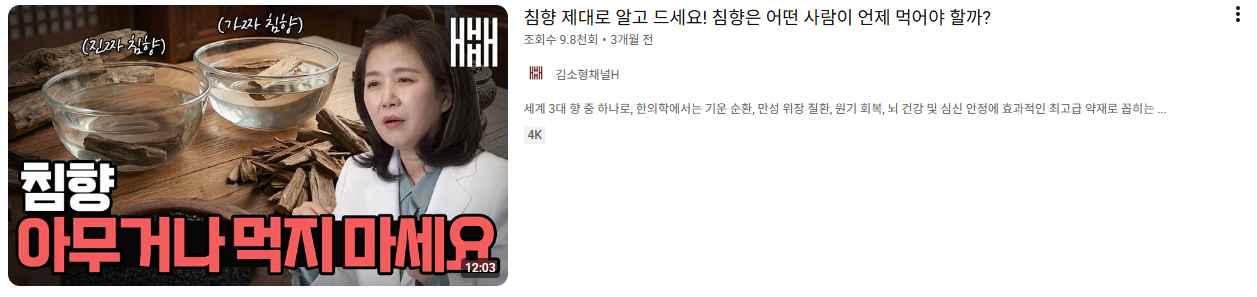 (진짜 침향)
(가짜 침향)
침향
아무거나 먹지 마세요
12:03
침향 제대로 알고 드세요! 침향은 어떤 사람이 언제 먹어야 할까?
조회수 9.8천회 • 3개월 전
김소형채널H
세계 3대 향 중 하나로, 한의학에서는 기운 순환, 만성 위장 질환, 원기 회복, 뇌 건강 및 심신 안정에 효과적인 최고급 약재로 꼽히는 ...
4K